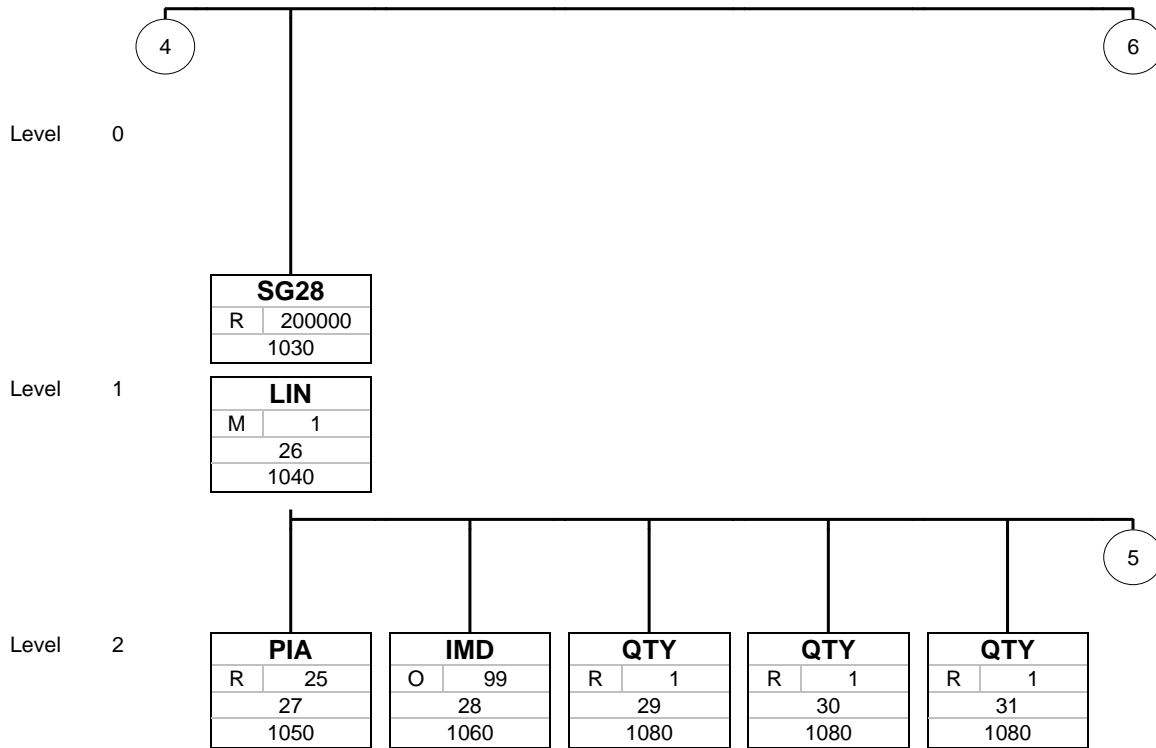 4 6
Level 0
SG28
R 200000
1030
Level 1
LIN
M 1
26
1040
5
Level 2
PIA IMD QTY QTY QTY
R 25 O 99 R 1 R 1 R 1
27 28 29 30 31
1050 1060 1080 1080 1080